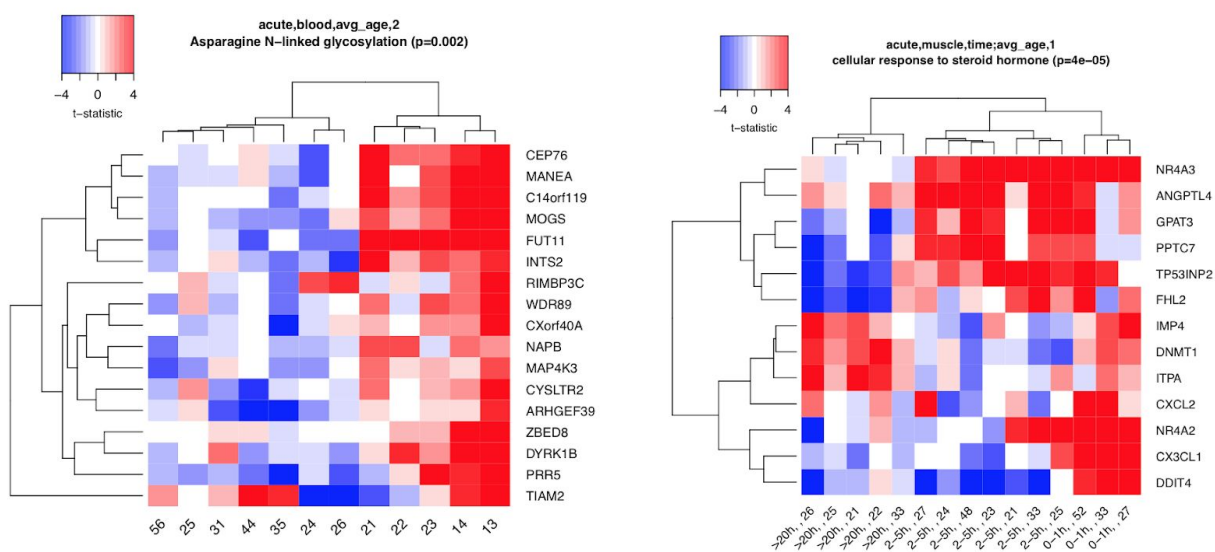 acute,blood,avg_age,2
Asparagine N-linked glycosylation (p=0.002)
−4 0 4
t−statistic
CEP76
MANEA
C14orf119
MOGS
FUT11
INTS2
RIMBP3C
WDR89
CXorf40A
NAPB
MAP4K3
CYSLTR2
ARHGEF39
ZBED8
DYRK1B
PRR5
TIAM2
56 25 31 44 35 24 26 21 22 23 14 13
acute,muscle,time;avg_age,1
cellular response to steroid hormone (p=4e−05)
−4 0 4
t−statistic
NR4A3
ANGPTL4
GPAT3
PPTC7
TP53INP2
FHL2
IMP4
DNMT1
ITPA
CXCL2
NR4A2
CX3CL1
DDIT4
>20h, ,26
>20h, ,25
>20h, ,21
>20h, ,22
>20h, ,33
2−5h, ,27
2−5h, ,24
2−5h, ,48
2−5h, ,23
2−5h, ,21
2−5h, ,33
2−5h, ,25
0−1h, ,52
0−1h, ,33
0−1h, ,27